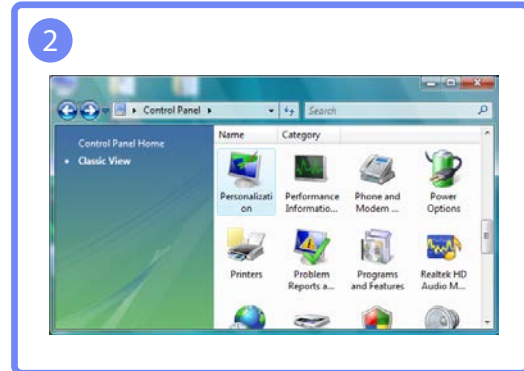 2
Control Panel
Search
Control Panel Home
Classic View
Name Category
Personalizati
on
Performance
Informatio...
Phone and
Modem ...
Power
Options
Printers
Problem
Reports a...
Programs
and Features
Realtek HD
Audio M...